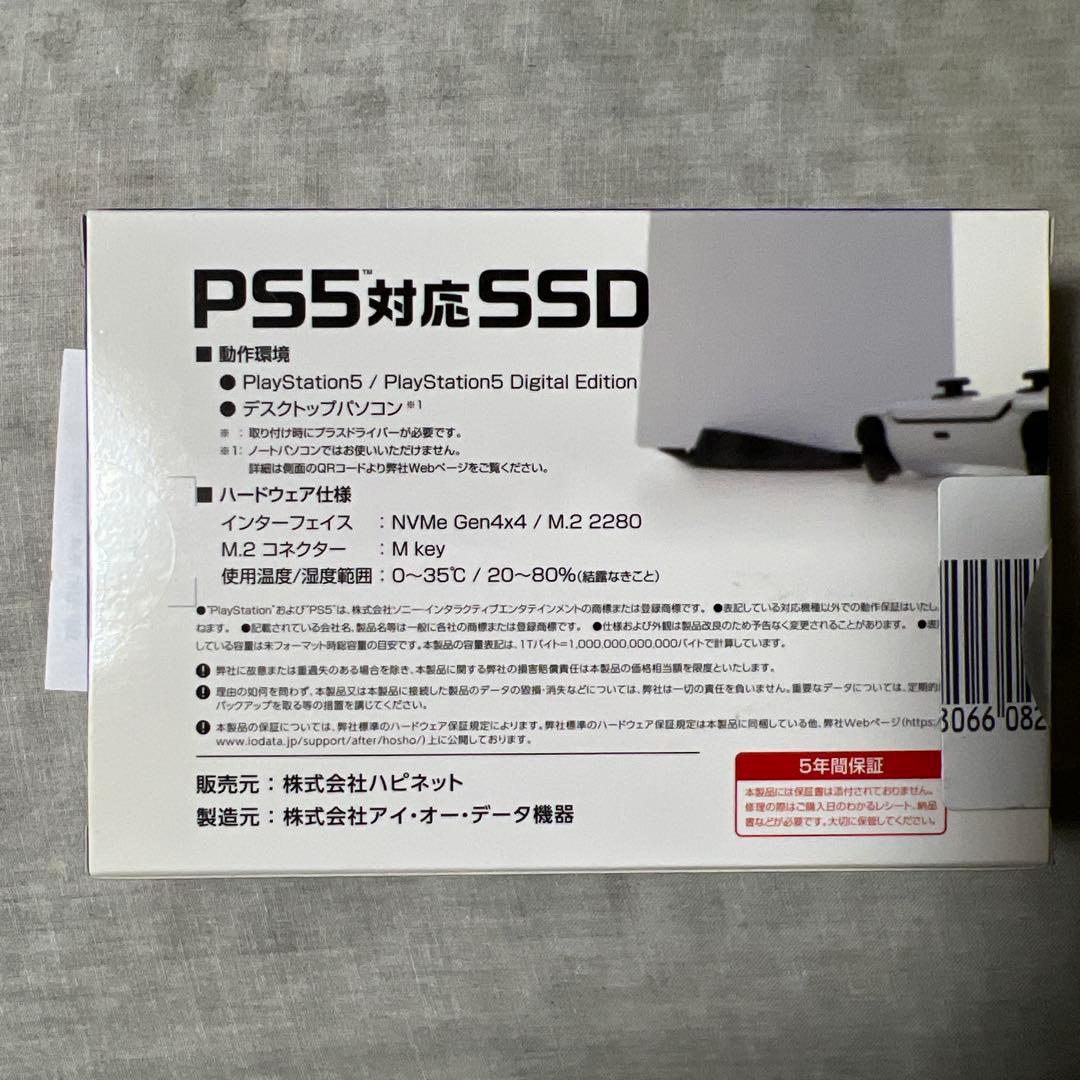 PS5™対応SSD
■ 動作環境
● PlayStation5 / PlayStation5 Digital Edition
● デスクトップパソコン※1
※ : 取り付け時にプラスドライバーが必要です。
※1: ノートパソコンではお使いいただけません。
詳細は側面のQRコードより弊社Webページをご覧ください。
■ ハードウェア仕様
インターフェイス : NVMe Gen4x4 / M.2 2280
M.2 コネクター : M key
使用温度/湿度範囲 : 0～35℃ / 20～80%(結露なきこと)
●"PlayStation"および"PS5"は、株式会社ソニー・インタラクティブエンタテインメントの商標または登録商標です。 ●表記している対応機種以外での動作保証はいたし
ねます。 ●記載されている会社名、製品名等は一般に各社の商標または登録商標です。 ●仕様および外観は製品改良のため予告なく変更されることがあります。 ●表
している容量は未フォーマット時総容量の目安です。本製品の容量表記は、1Tバイト=1,000,000,000,000バイトで計算しています。
弊社に故意または重過失のある場合を除き、本製品に関する弊社の損害賠償責任は本製品の価格相当額を限度といたします。
理由の如何を問わず、本製品又は本製品に接続した製品のデータの毀損・消失などについては、弊社は一切の責任を負いません。重要なデータについては、定期的
バックアップを取る等の措置を講じてください。
本製品の保証については、弊社標準のハードウェア保証規定によります。弊社標準のハードウェア保証規定は本製品に同梱している他、弊社Webページ(https:/
www.iodata.jp/support/after/hosho/)上に公開しております。
販売元：株式会社ハピネット
製造元：株式会社アイ・オー・データ機器
5年間保証
本製品には保証書は添付されておりません。
修理の際はご購入日のわかるレシート、納品
書などが必要です。大切に保管してください。
3066 082